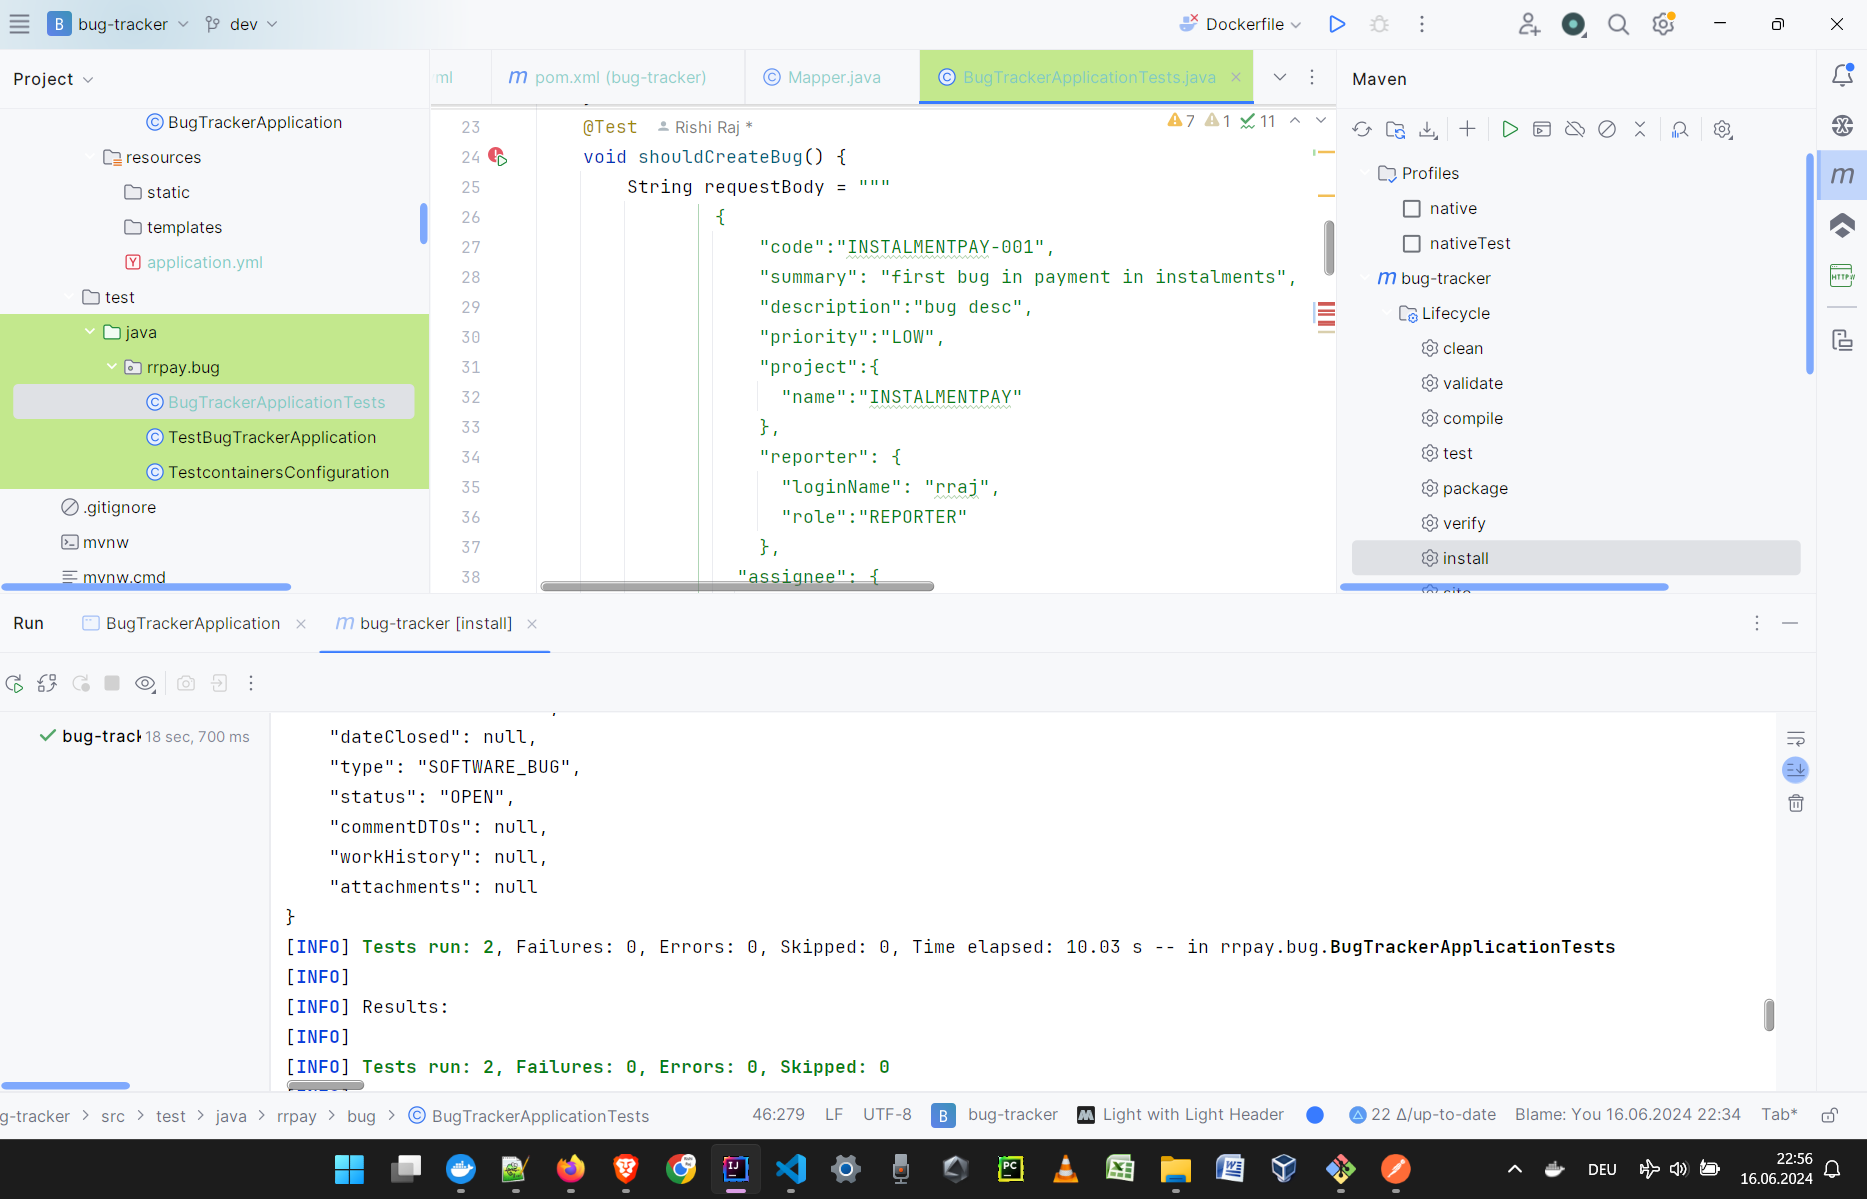 B bug-tracker dev Dockerfile
Project
ml
pom.xml (bug-tracker)
Mapper.java
BugTrackerApplicationTests.java
Maven
BugTrackerApplication
resources
static
templates
application.yml
test
java
rrpay.bug
BugTrackerApplicationTests
TestBugTrackerApplication
TestcontainersConfiguration
.gitignore
mvnw
mvnw.cmd
7 1 11
23 @Test Rishi Raj *
24 void shouldCreateBug() {
25 String requestBody = """
26 {
27 "code":"INSTALMENTPAY-001",
28 "summary": "first bug in payment in instalments",
29 "description":"bug desc",
30 "priority":"LOW",
31 "project":{
32 "name":"INSTALMENTPAY"
33 },
34 "reporter": {
35 "loginName": "rraj",
36 "role":"REPORTER"
37 },
38 "assignee": {
Profiles
native
nativeTest
bug-tracker
Lifecycle
clean
validate
compile
test
package
verify
install
site
HTTP
Run BugTrackerApplication bug-tracker [install]
bug-track 18 sec, 700 ms
"dateClosed": null,
"type": "SOFTWARE_BUG",
"status": "OPEN",
"commentDTOs": null,
"workHistory": null,
"attachments": null
}
[INFO] Tests run: 2, Failures: 0, Errors: 0, Skipped: 0, Time elapsed: 10.03 s -- in rrpay.bug.BugTrackerApplicationTests
[INFO]
[INFO] Results:
[INFO]
[INFO] Tests run: 2, Failures: 0, Errors: 0, Skipped: 0
g-tracker > src > test > java > rrpay > bug > BugTrackerApplicationTests 46:279 LF UTF-8 B bug-tracker Light with Light Header 22 Δ/up-to-date Blame: You 16.06.2024 22:34 Tab*
DEU 22:56
16.06.2024